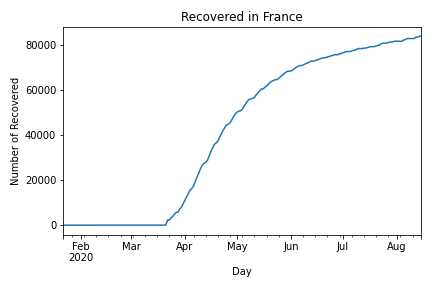 Recovered in France
Number of Recovered
80000
60000
40000
20000
0
Feb Mar Apr May Jun Jul Aug
2020
Day